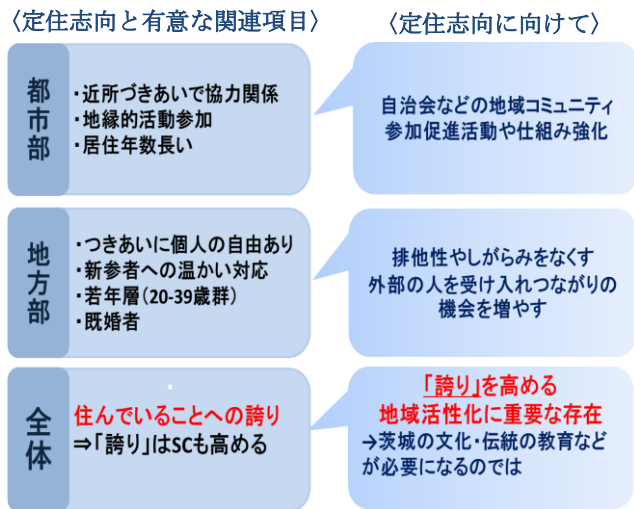 〈定住志向と有意な関連項目〉
〈定住志向に向けて〉
都市部
・近所づきあいで協力関係
・地縁的活動参加
・居住年数長い
自治会などの地域コミュニティ
参加促進活動や仕組み強化
地方部
・つきあいに個人の自由あり
・新参者への温かい対応
・若年層(20-39歳群)
・既婚者
排他性やしがらみをなくす
外部の人を受け入れつながりの
機会を増やす
全体
住んでいることへの誇り
⇒「誇り」はSCも高める
「誇り」を高める
地域活性化に重要な存在
→茨城の文化・伝統の教育など
が必要になるのでは